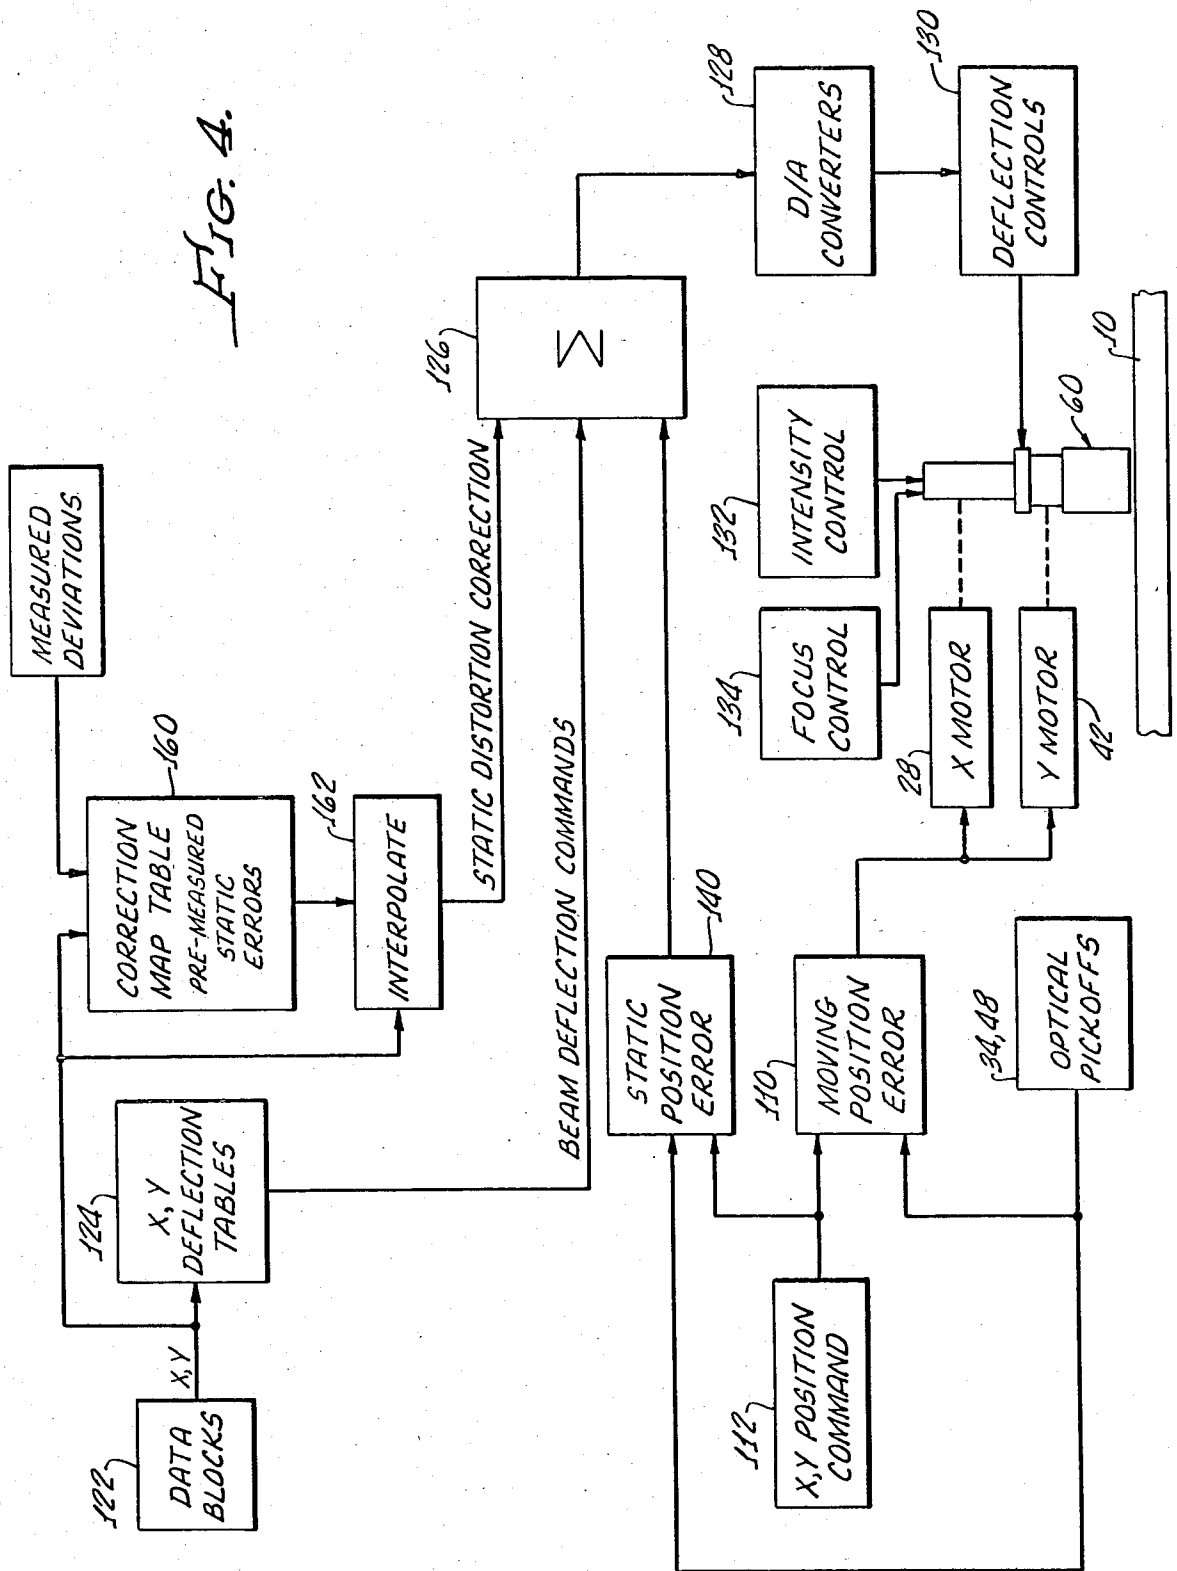 FIG. 4.
122
DATA
BLOCKS
X,Y
124
X,Y
DEFLECTION
TABLES
MEASURED
DEVIATIONS
160
CORRECTION
MAP TABLE
PRE-MEASURED
STATIC
ERRORS
162
INTERPOLATE
STATIC DISTORTION CORRECTION
BEAM DEFLECTION COMMANDS
126
Σ
128
D/A
CONVERTERS
130
DEFLECTION
CONTROLS
140
STATIC
POSITION
ERROR
112
X,Y POSITION
COMMAND
110
MOVING
POSITION
ERROR
34,48
OPTICAL
PICKOFFS
132
INTENSITY
CONTROL
134
FOCUS
CONTROL
28
X MOTOR
Y MOTOR
42
60
10